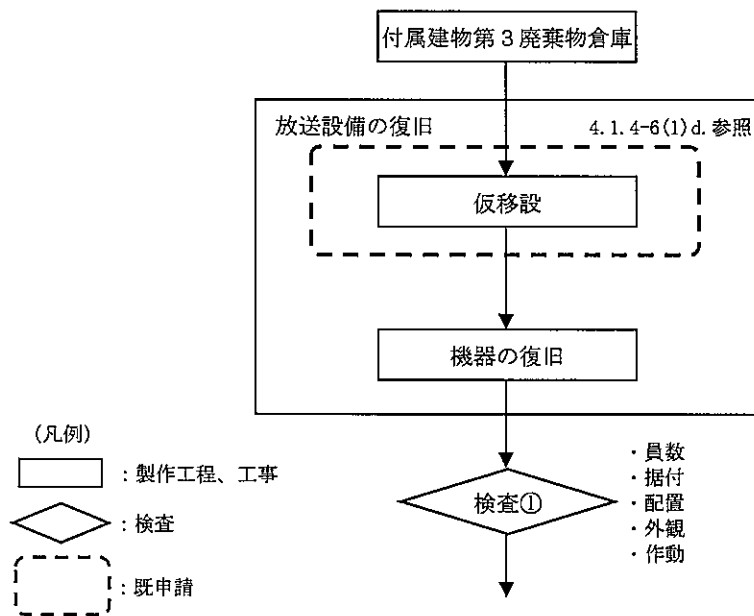 付属建物第3廃棄物倉庫
放送設備の復旧
4.1.4-6(1)d.参照
仮移設
機器の復旧
検査①
・員数
・据付
・配置
・外観
・作動
(凡例)
：製作工程、工事
：検査
：既申請